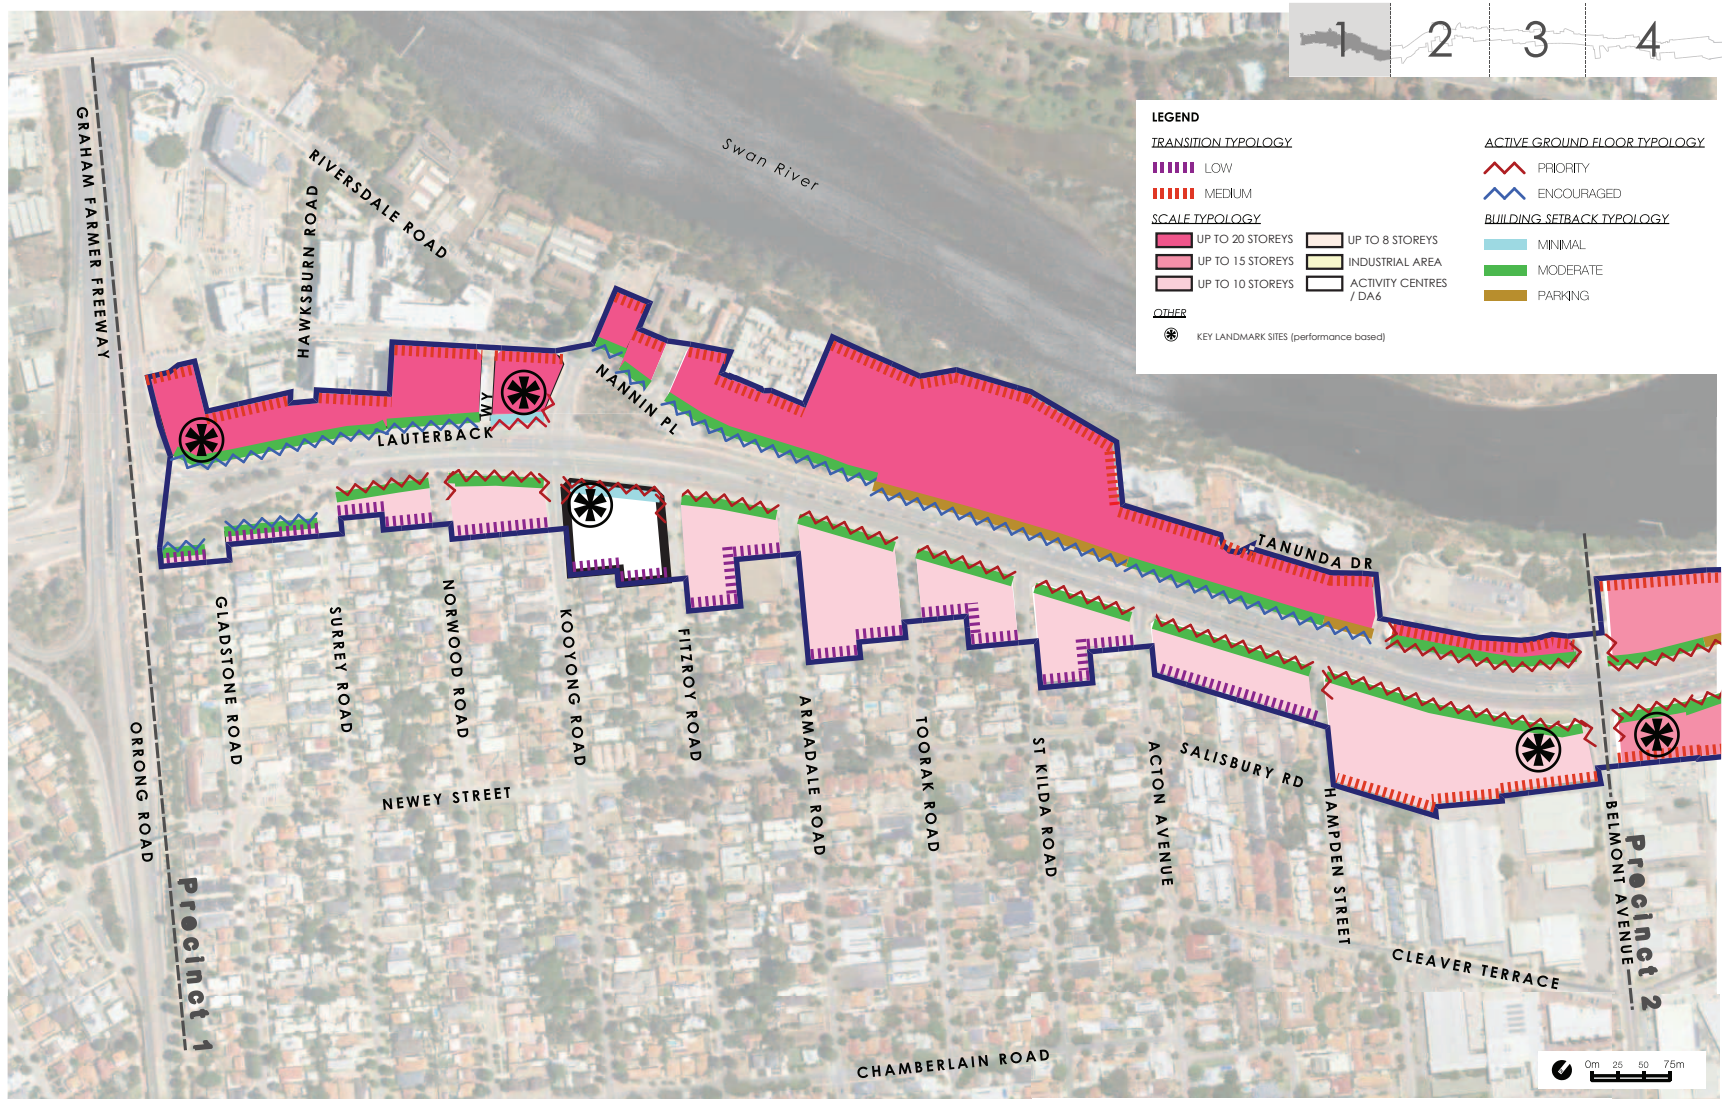 1
2
3
4
LEGEND
TRANSITION TYPOLOGY
LOW
MEDIUM
SCALE TYPOLOGY
UP TO 20 STOREYS
UP TO 15 STOREYS
UP TO 10 STOREYS
UP TO 8 STOREYS
INDUSTRIAL AREA
ACTIVITY CENTRES
/ DA6
OTHER
KEY LANDMARK SITES (performance based)
ACTIVE GROUND FLOOR TYPOLOGY
PRIORITY
ENCOURAGED
BUILDING SETBACK TYPOLOGY
MINIMAL
MODERATE
PARKING
Swan River
GRAHAM FARMER FREEWAY
RIVERSDALE ROAD
HAWKSBURN ROAD
LAUTERBACK
WY
NANNIN PL
TANUNDA DR
GLADSTONE ROAD
SURREY ROAD
NORWOOD ROAD
KOOYONG ROAD
FITZROY ROAD
ARMADALE ROAD
TOORAK ROAD
ST KILDA ROAD
ACTON AVENUE
SALISBURY RD
HAMPDEN STREET
BELMONT AVENUE
ORRONG ROAD
NEWEY STREET
CLEAVER TERRACE
CHAMBERLAIN ROAD
Precinct 1
Precinct 2
0m 25 50 75m